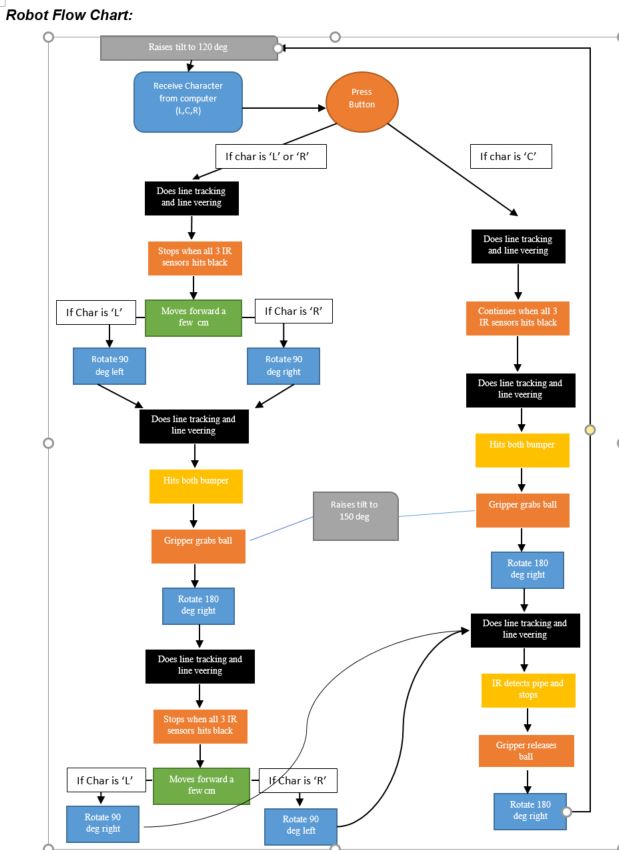 Robot Flow Chart:
Raises tilt to 120 deg
Receive Character
from computer
(L,C,R)
Press
Button
If char is ‘L’ or ‘R’
If char is ‘C’
Does line tracking
and line veering
Stops when all 3 IR
sensors hits black
If Char is ‘L’
Moves forward a
few cm
If Char is ‘R’
Rotate 90
deg left
Rotate 90
deg right
Does line tracking and
line veering
Hits both bumper
Gripper grabs ball
Raises tilt to
150 deg
Rotate 180
deg right
Does line tracking and
line veering
Stops when all 3 IR
sensors hits black
If Char is ‘L’
Moves forward a
few cm
If Char is ‘R’
Rotate 90
deg right
Rotate 90
deg left
Does line tracking
and line veering
Continues when all 3
IR sensors hits black
Does line tracking and
line veering
Hits both bumper
Gripper grabs ball
Rotate 180
deg right
Does line tracking and
line veering
IR detects pipe and
stops
Gripper releases
ball
Rotate 180
deg right